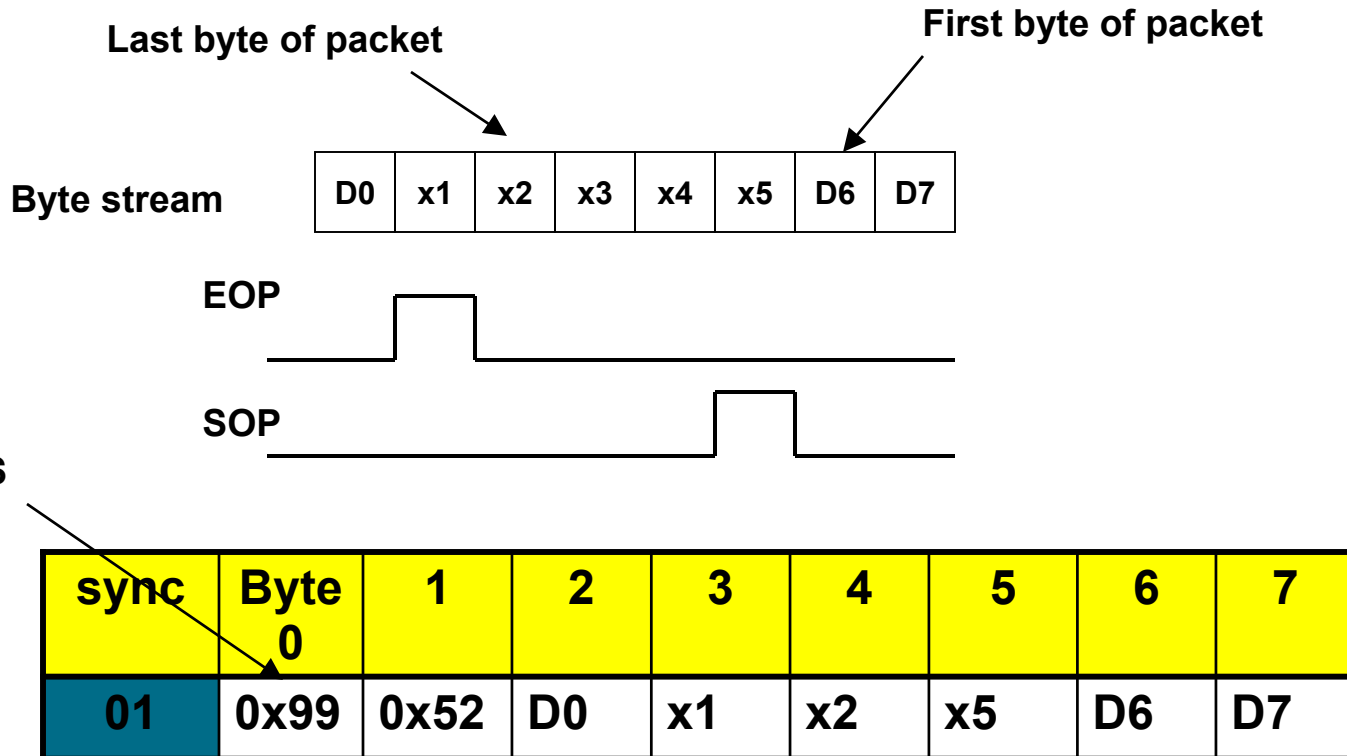 Last byte of packet
First byte of packet
Byte stream
D0 x1 x2 x3 x4 x5 D6 D7
EOP
SOP
s
sync Byte 0 1 2 3 4 5 6 7
01 0x99 0x52 D0 x1 x2 x5 D6 D7